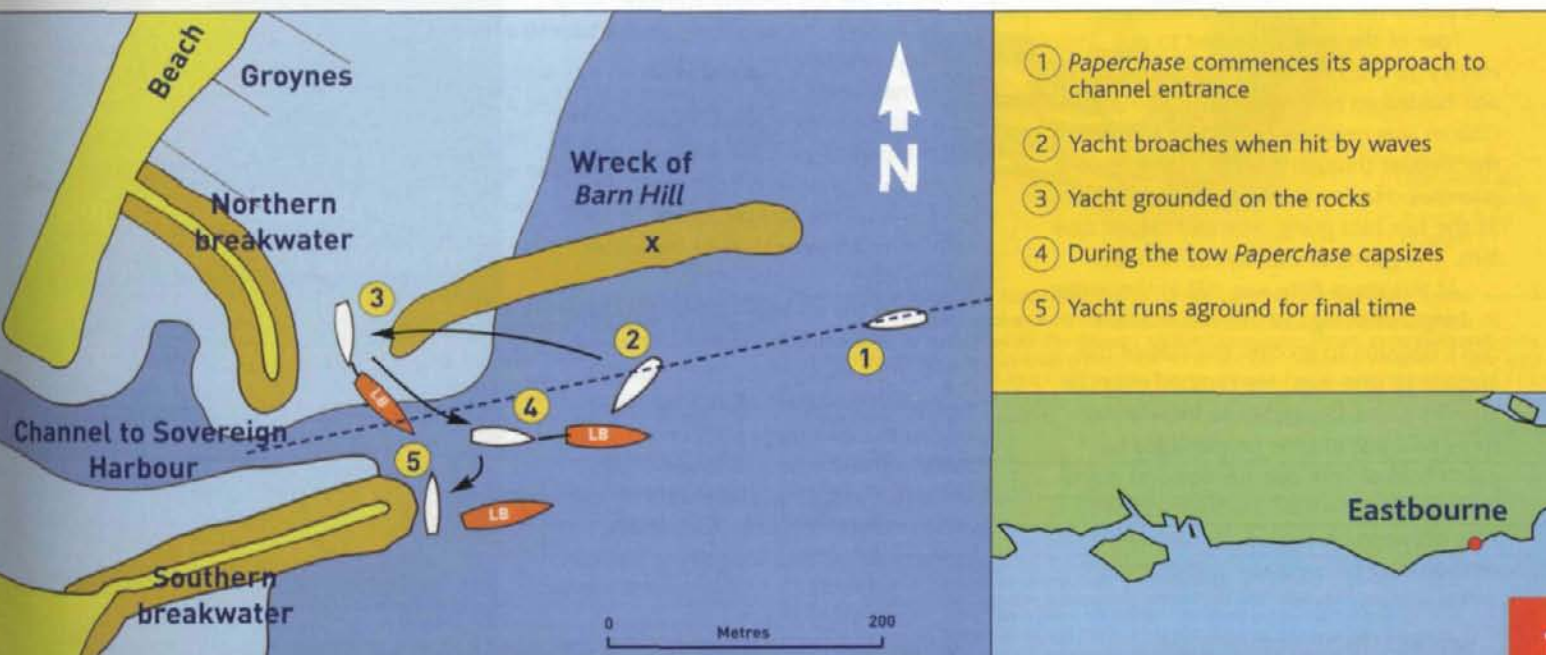 Beach
Groynes
Northern
breakwater
Wreck of
Barn Hill
x
N
3
2
1
LB
4
LB
Channel to Sovereign
Harbour
5
LB
Southern
breakwater
0
200
Metres
1 Paperchase commences its approach to
channel entrance
2 Yacht broaches when hit by waves
3 Yacht grounded on the rocks
4 During the tow Paperchase capsizes
5 Yacht runs aground for final time
Eastbourne